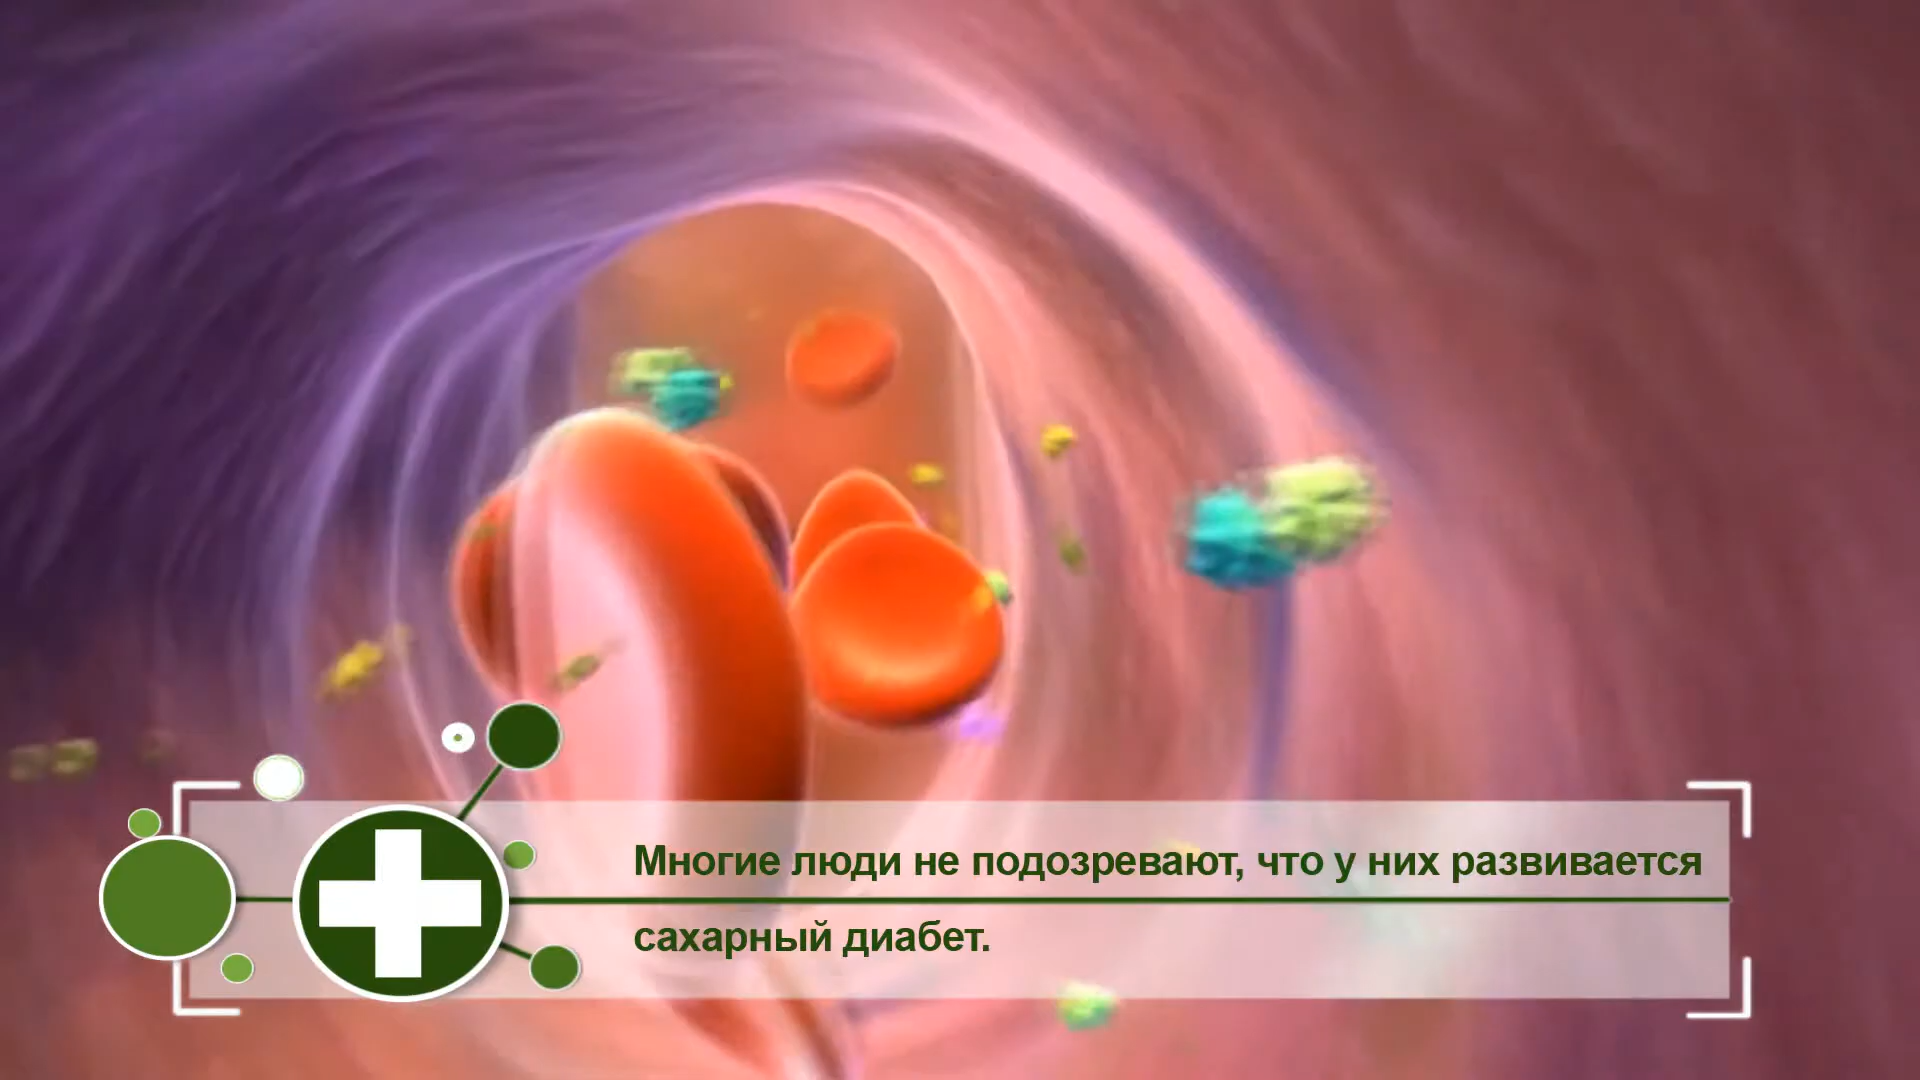 Многие люди не подозревают, что у них развивается
сахарный диабет.